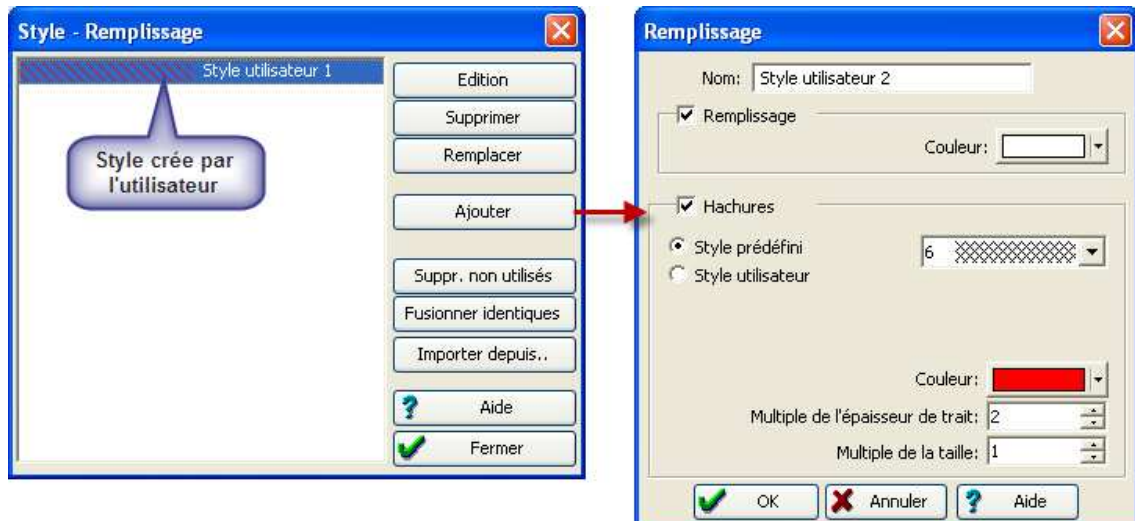 Style - Remplissage
Style utilisateur 1
Style crée par
l'utilisateur
Edition
Supprimer
Remplacer
Ajouter
Suppr. non utilisés
Fusionner identiques
Importer depuis..
Aide
Fermer
Remplissage
Nom: Style utilisateur 2
Remplissage
Couleur:
Hachures
Style prédéfini 6
Style utilisateur
Couleur:
Multiple de l'épaisseur de trait: 2
Multiple de la taille: 1
OK Annuler Aide